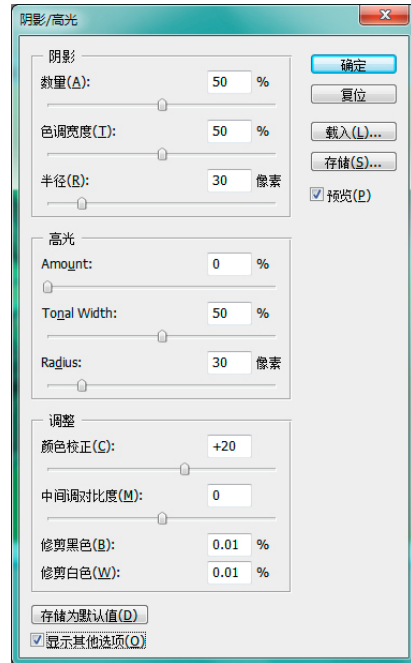 阴影/高光
阴影
数量(A): 50 %
色调宽度(T): 50 %
半径(R): 30 像素
高光
Amount: 0 %
Tonal Width: 50 %
Radius: 30 像素
调整
颜色校正(C): +20
中间调对比度(M): 0
修剪黑色(B): 0.01 %
修剪白色(W): 0.01 %
存储为默认值(D)
显示其他选项(O)
确定
复位
载入(L)...
存储(S)...
预览(P)